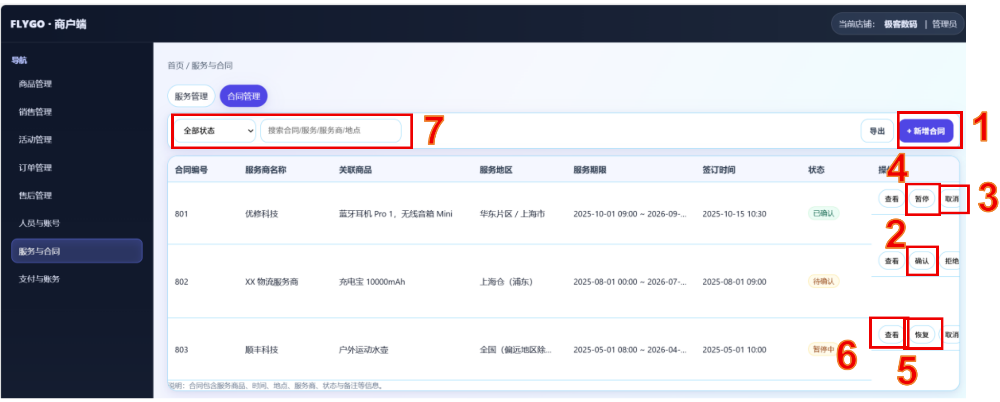 FLYGO · 商户端
当前店铺： 极客数码 | 管理员
导航
商品管理
销售管理
活动管理
订单管理
售后管理
人员与账号
服务与合同
支付与账务
首页 / 服务与合同
服务管理 合同管理
全部状态 搜索合同/服务/服务商/地点 7 导出 + 新增合同 1
合同编号 服务商名称 关联商品 服务地区 服务期限 签订时间 状态 操 4
801 优修科技 蓝牙耳机 Pro 1，无线音箱 Mini 华东片区 / 上海市 2025-10-01 09:00 ~ 2026-09-... 2025-10-15 10:30 已确认 查看 暂停 取消 3
2
802 XX 物流服务商 充电宝 10000mAh 上海仓（浦东） 2025-08-01 00:00 ~ 2026-07-... 2025-08-01 09:00 待确认 查看 确认 拒绝
803 顺丰科技 户外运动水壶 全国（偏远地区除... 2025-05-01 08:00 ~ 2026-04-... 2025-05-01 10:00 暂停中 查看 恢复 取消
6
5
说明：合同包含服务商品、时间、地点、服务商、状态与备注等信息。